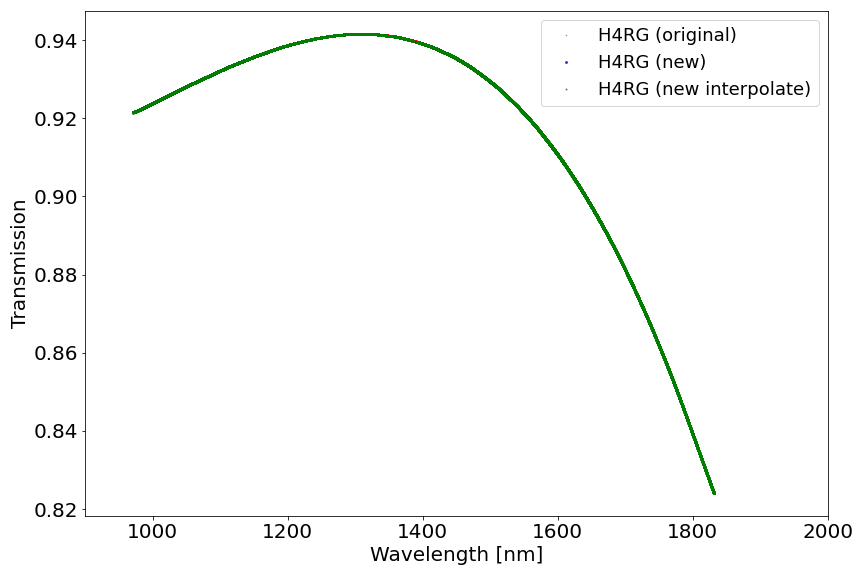 H4RG (original)
H4RG (new)
H4RG (new interpolate)
0.94
0.92
0.90
0.88
0.86
0.84
0.82
Transmission
1000 1200 1400 1600 1800 2000
Wavelength [nm]